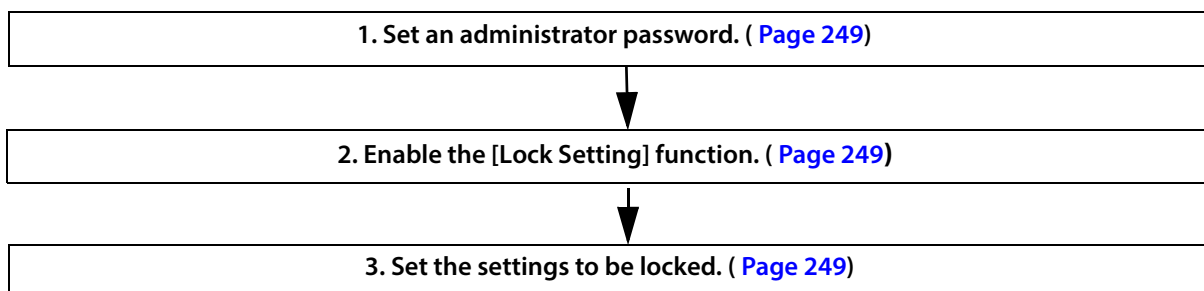 1. Set an administrator password. ( Page 249)
2. Enable the [Lock Setting] function. ( Page 249)
3. Set the settings to be locked. ( Page 249)